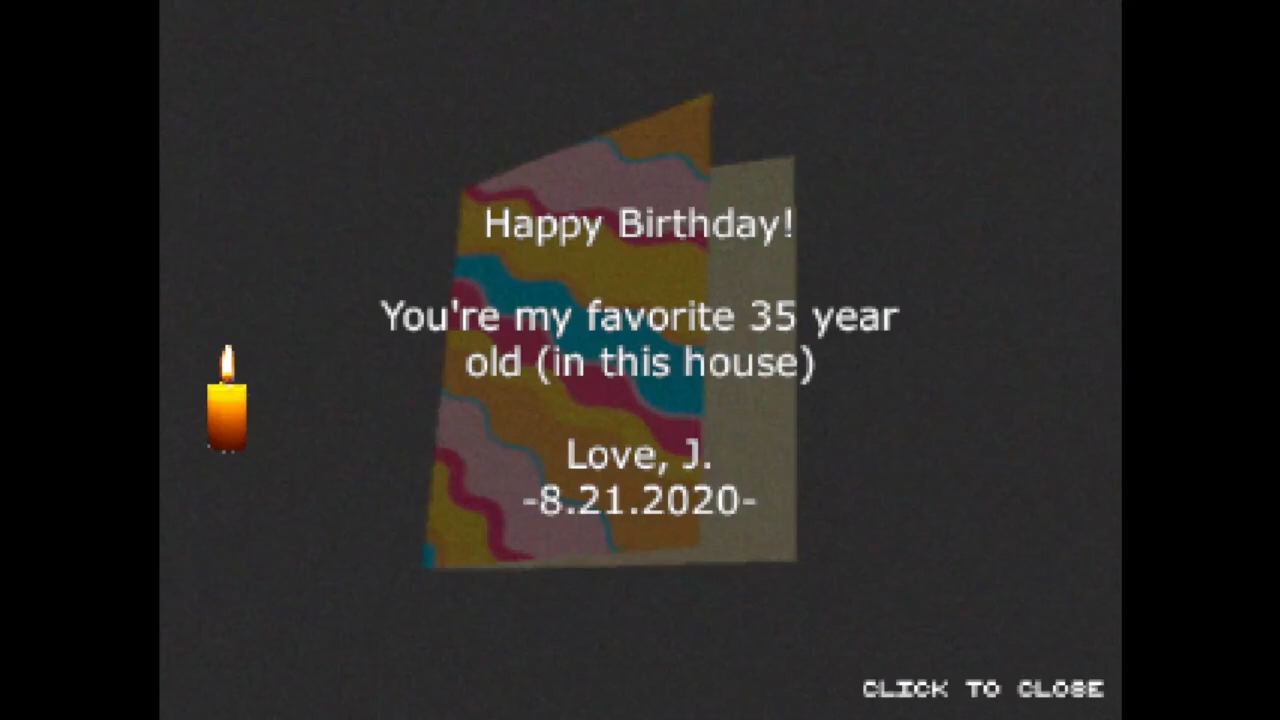 Happy Birthday!
You're my favorite 35 year
old (in this house)
Love, J.
-8.21.2020-
CLICK TO CLOSE